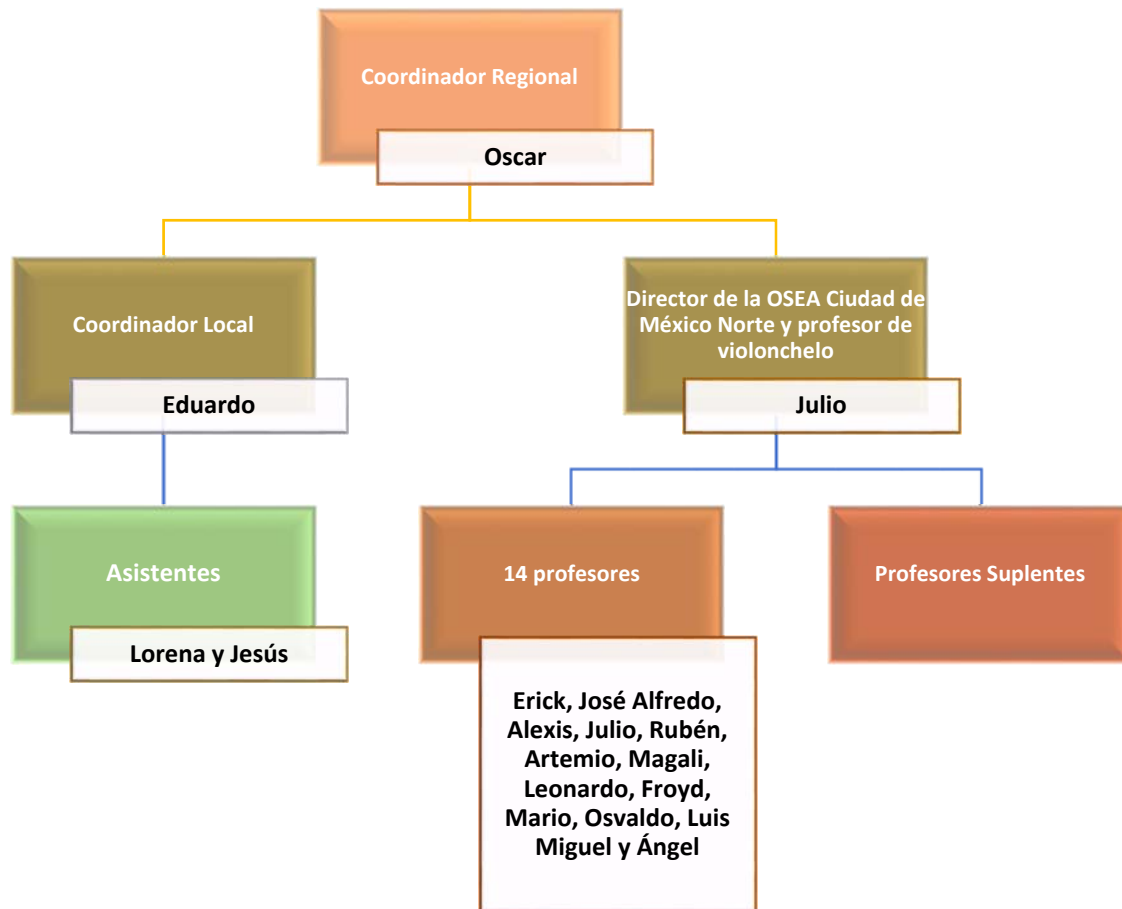 Coordinador Regional
Oscar
Coordinador Local
Eduardo
Director de la OSEA Ciudad de
México Norte y profesor de
violonchelo
Julio
Asistentes
Lorena y Jesús
14 profesores
Erick, José Alfredo,
Alexis, Julio, Rubén,
Artemio, Magali,
Leonardo, Froyd,
Mario, Osvaldo, Luis
Miguel y Ángel
Profesores Suplentes